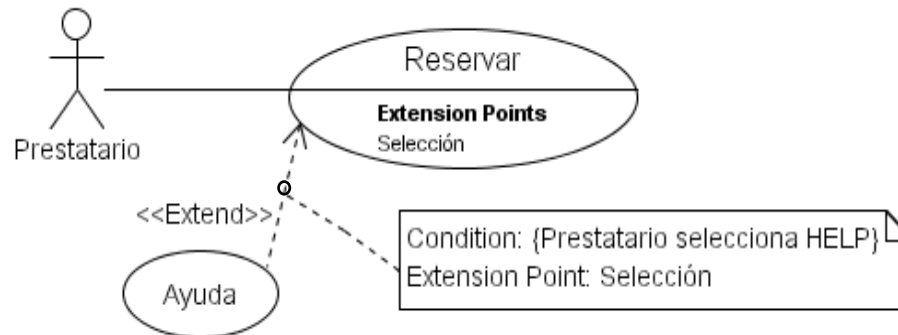 Reservar
Extension Points
Selección
Prestatario
<<Extend>>
Condition: {Prestatario selecciona HELP}
Extension Point: Selección
Ayuda